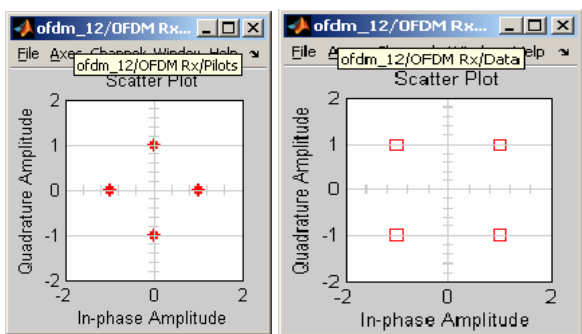 ofdm_12/OFDM Rx...
File Axes Channels Window Help
ofdm_12/OFDM Rx/Pilots
Scatter Plot
Quadrature Amplitude
2
1
0
-1
-2
-2 0 2
In-phase Amplitude
ofdm_12/OFDM Rx...
File
ofdm_12/OFDM Rx/Data
Scatter Plot
Quadrature Amplitude
2
1
0
-1
-2
-2 0 2
In-phase Amplitude